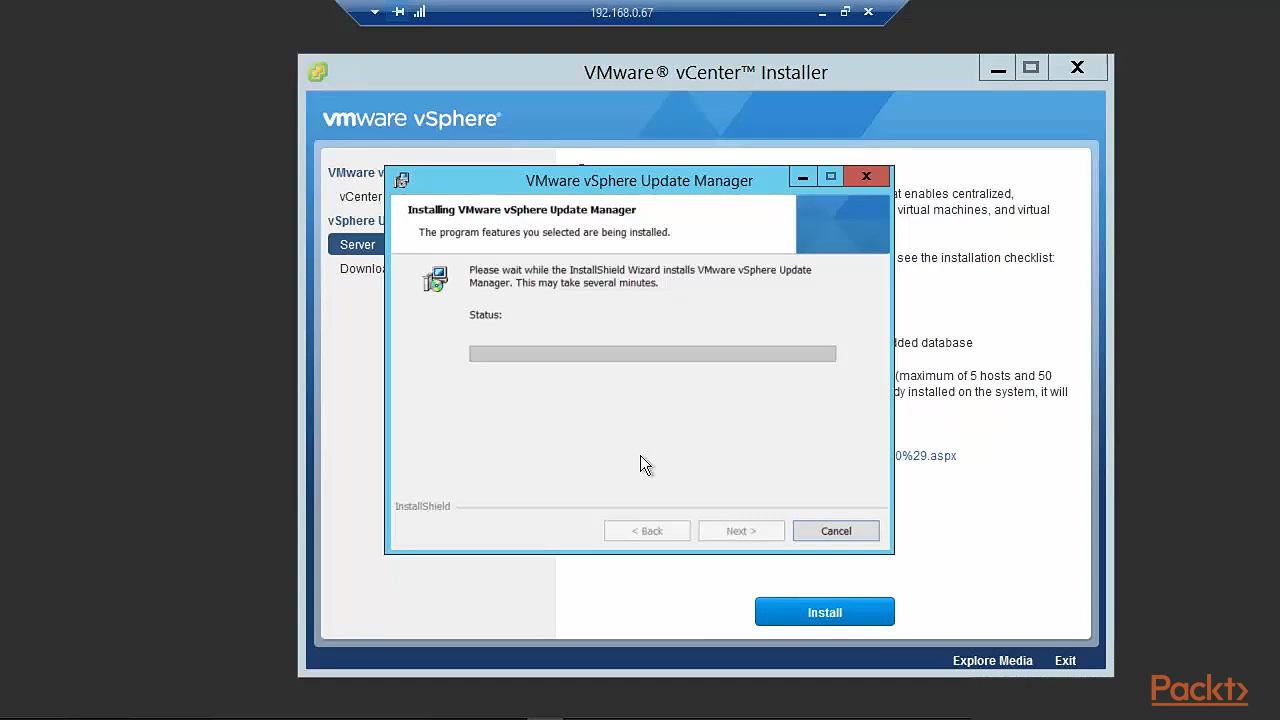 192.168.0.67
VMware® vCenter™ Installer
vmware vSphere®
VMware v
vCenter
vSphere U
Server
Downlo
VMware vSphere Update Manager
Installing VMware vSphere Update Manager
The program features you selected are being installed.
Please wait while the InstallShield Wizard installs VMware vSphere Update
Manager. This may take several minutes.
Status:
InstallShield
< Back
Next >
Cancel
at enables centralized,
virtual machines, and virtual
see the installation checklist:
dded database
(maximum of 5 hosts and 50
dy installed on the system, it will
0%29.aspx
Install
Explore Media
Exit
Packt